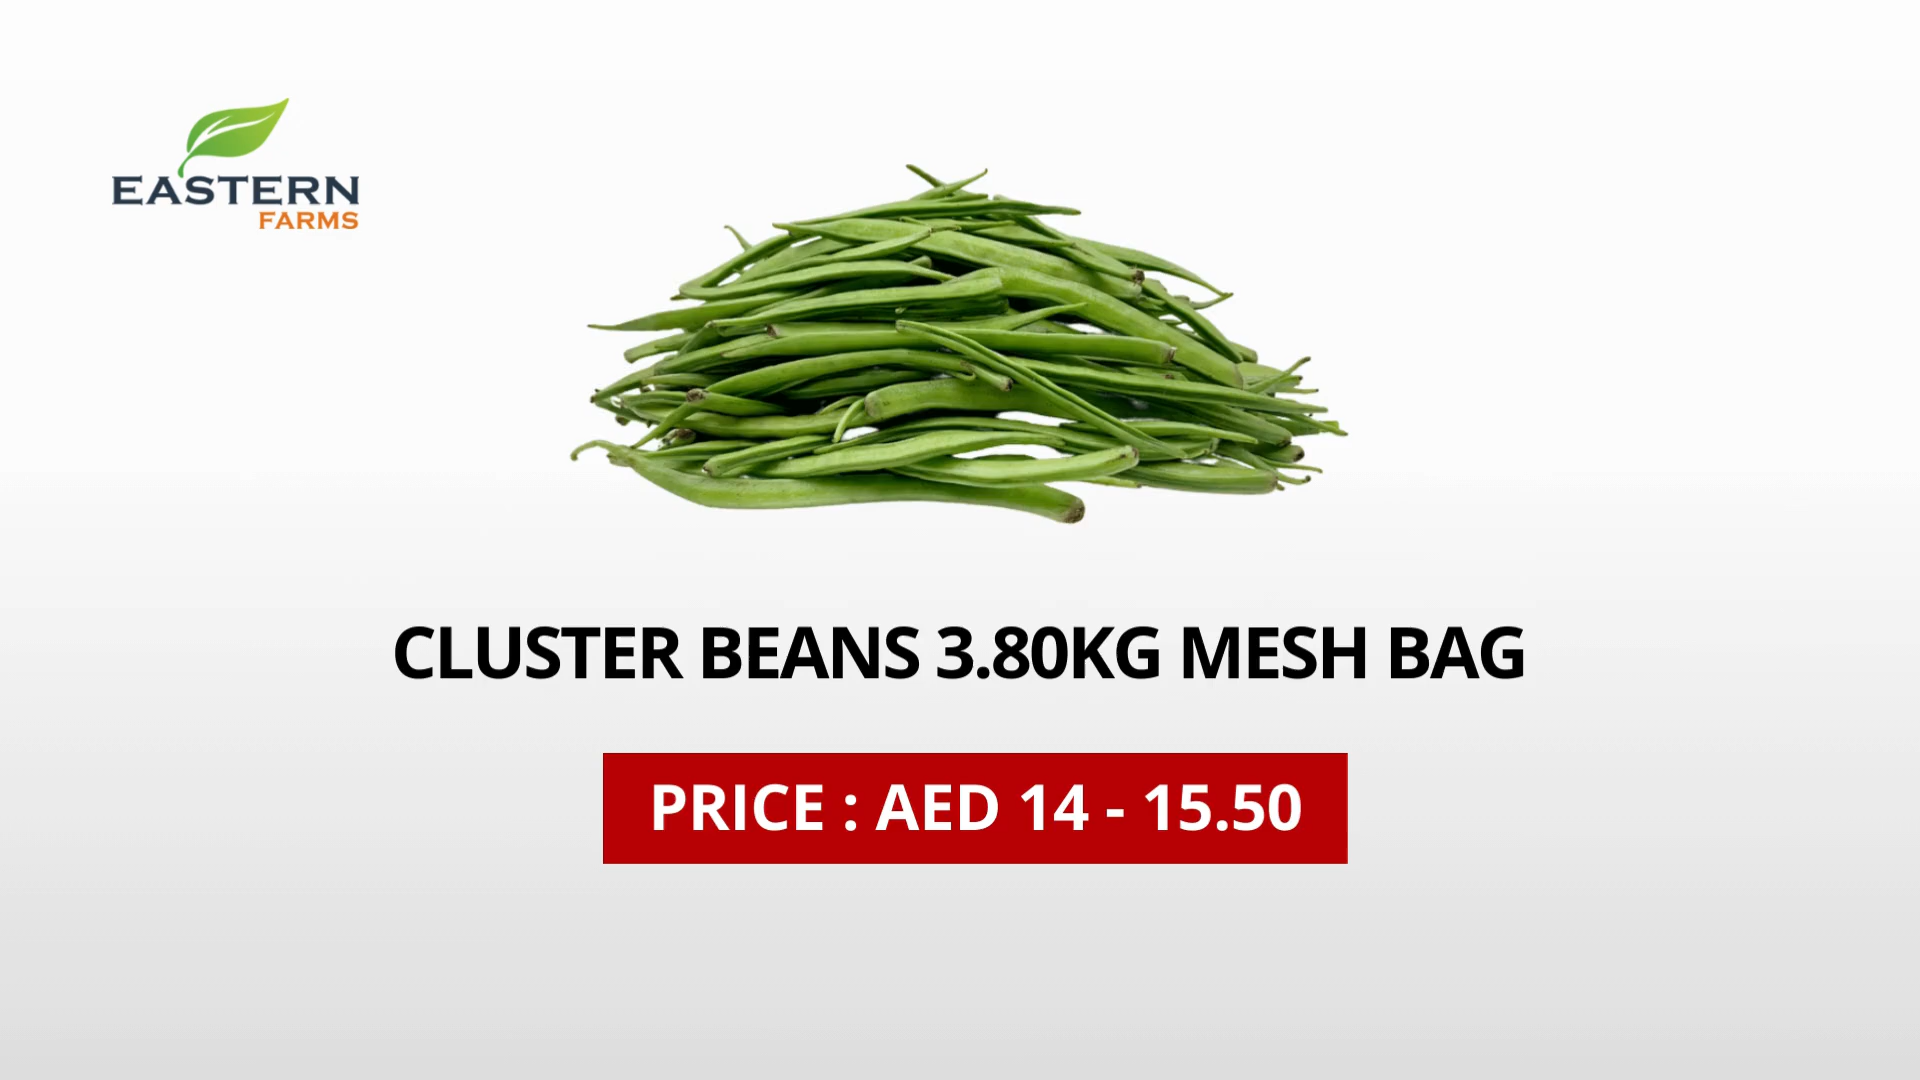 EASTERN
FARMS
CLUSTER BEANS 3.80KG MESH BAG
PRICE : AED 14 - 15.50